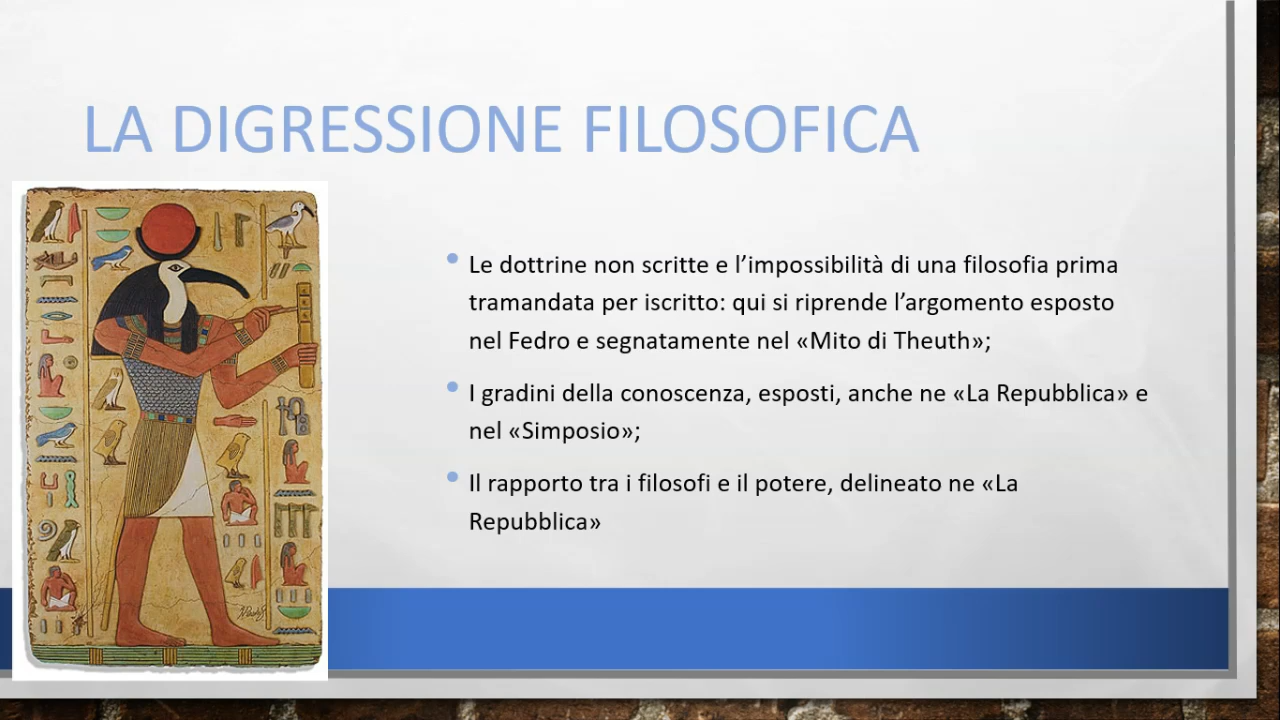 LA DIGRESSIONE FILOSOFICA
Le dottrine non scritte e l’impossibilità di una filosofia prima
tramandata per iscritto: qui si riprende l’argomento esposto
nel Fedro e segnatamente nel «Mito di Theuth»;
I gradini della conoscenza, esposti, anche ne «La Repubblica» e
nel «Simposio»;
Il rapporto tra i filosofi e il potere, delineato ne «La
Repubblica»